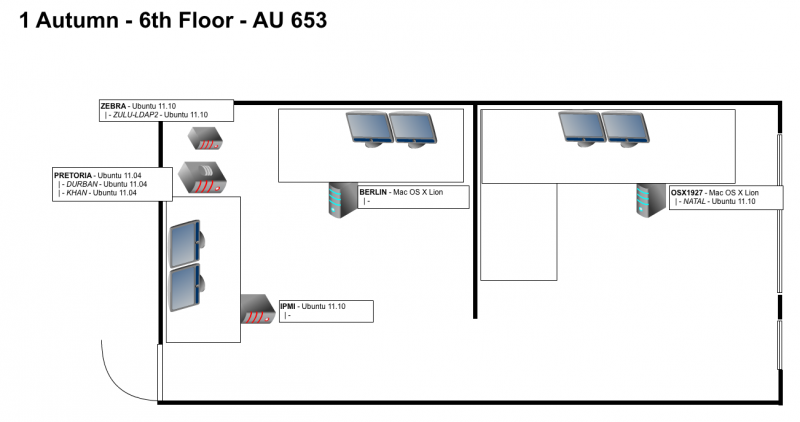 1 Autumn - 6th Floor - AU 653
ZEBRA - Ubuntu 11.10
|- ZULU-LDAP2 - Ubuntu 11.10
PRETORIA - Ubuntu 11.04
|- DURBAN - Ubuntu 11.04
|- KHAN - Ubuntu 11.04
BERLIN - Mac OS X Lion
|-
OSX1927 - Mac OS X Lion
|- NATAL - Ubuntu 11.10
IPMI - Ubuntu 11.10
|-